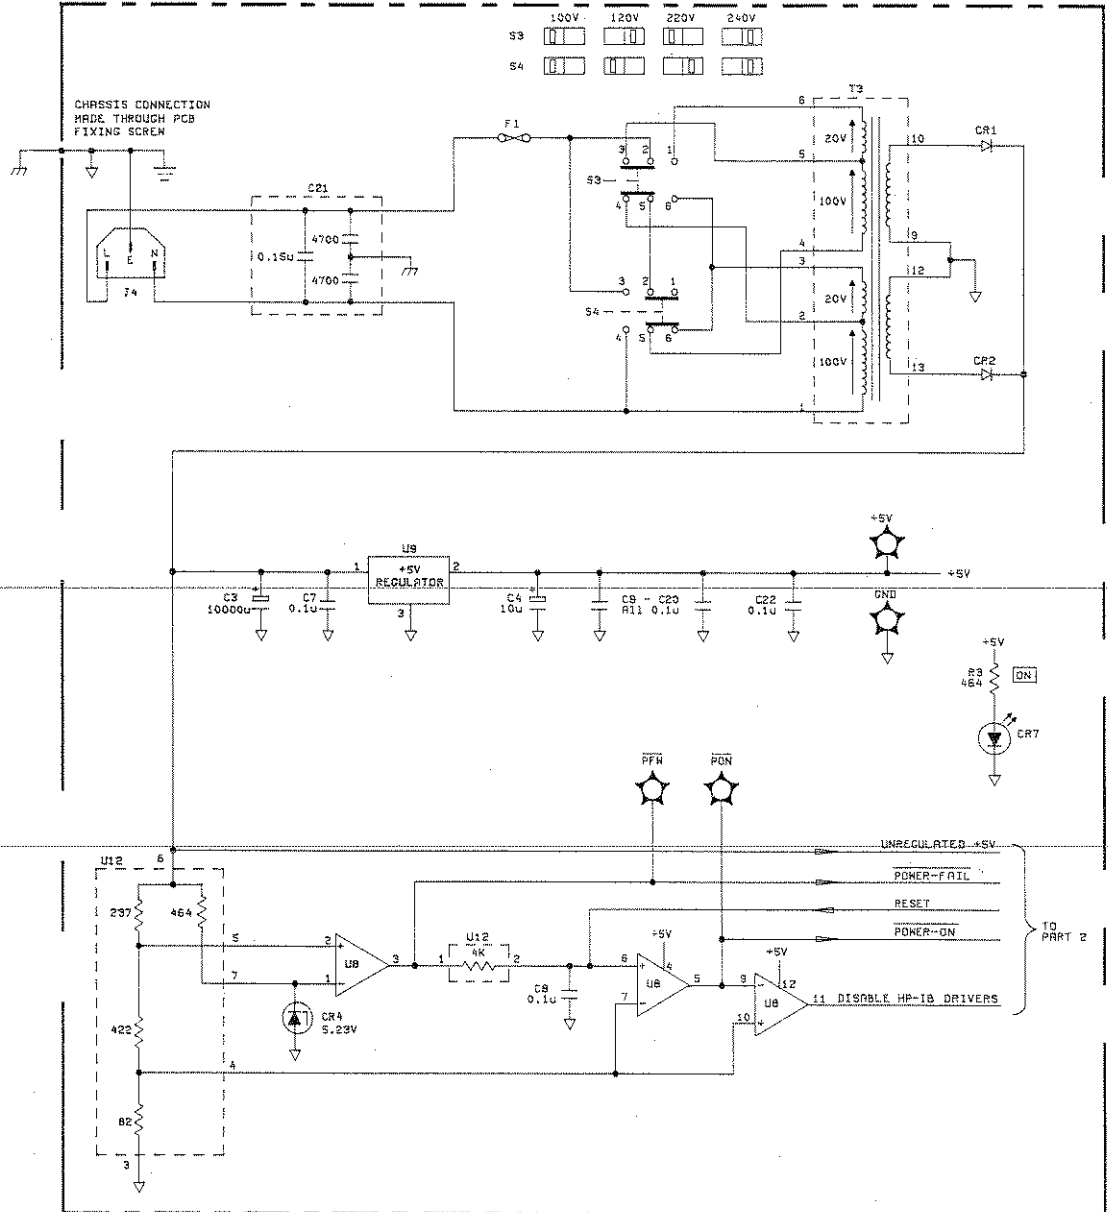 100V 120V 220V 240V
S3
S4
CHASSIS CONNECTION
MADE THROUGH PCB
FIXING SCREW
T3
F1
CR1
6
20V
10
5
3 2 1
S3
100V
C21
4 5 6
4700
L E N
0.15u
4
9
3
12
4700
3 2 1
20V
S4
2
4 5 6
100V
CR2
13
1
+5V
U9
1
+5V
REGULATOR
2
+5V
3
C3
10000u
C7
0.1u
C4
10u
C9 - C20
All 0.1u
C22
0.1u
GND
+5V
R3
464
ON
CR7
PFW
PON
UNREGULATED +5V
U12
6
POWER-FAIL
237
464
RESET
POWER-ON
TO
PART 2
5
2
+
U8
3
1
U12
4K
2
+5V
+5V
7
1
-
6
+
4
U8
5
9
-
12
U8
11
DISABLE HP-IB DRIVERS
C8
0.1u
7
-
10
+
CR4
5.23V
422
4
82
3